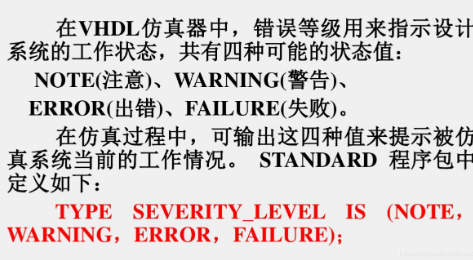 在VHDL仿真器中，错误等级用来指示设计
系统的工作状态，共有四种可能的状态值：
NOTE(注意)、WARNING(警告)、
ERROR(出错)、FAILURE(失败)。
在仿真过程中，可输出这四种值来提示被仿
真系统当前的工作情况。 STANDARD 程序包中
定义如下：
TYPE SEVERITY_LEVEL IS (NOTE，
WARNING，ERROR，FAILURE)；